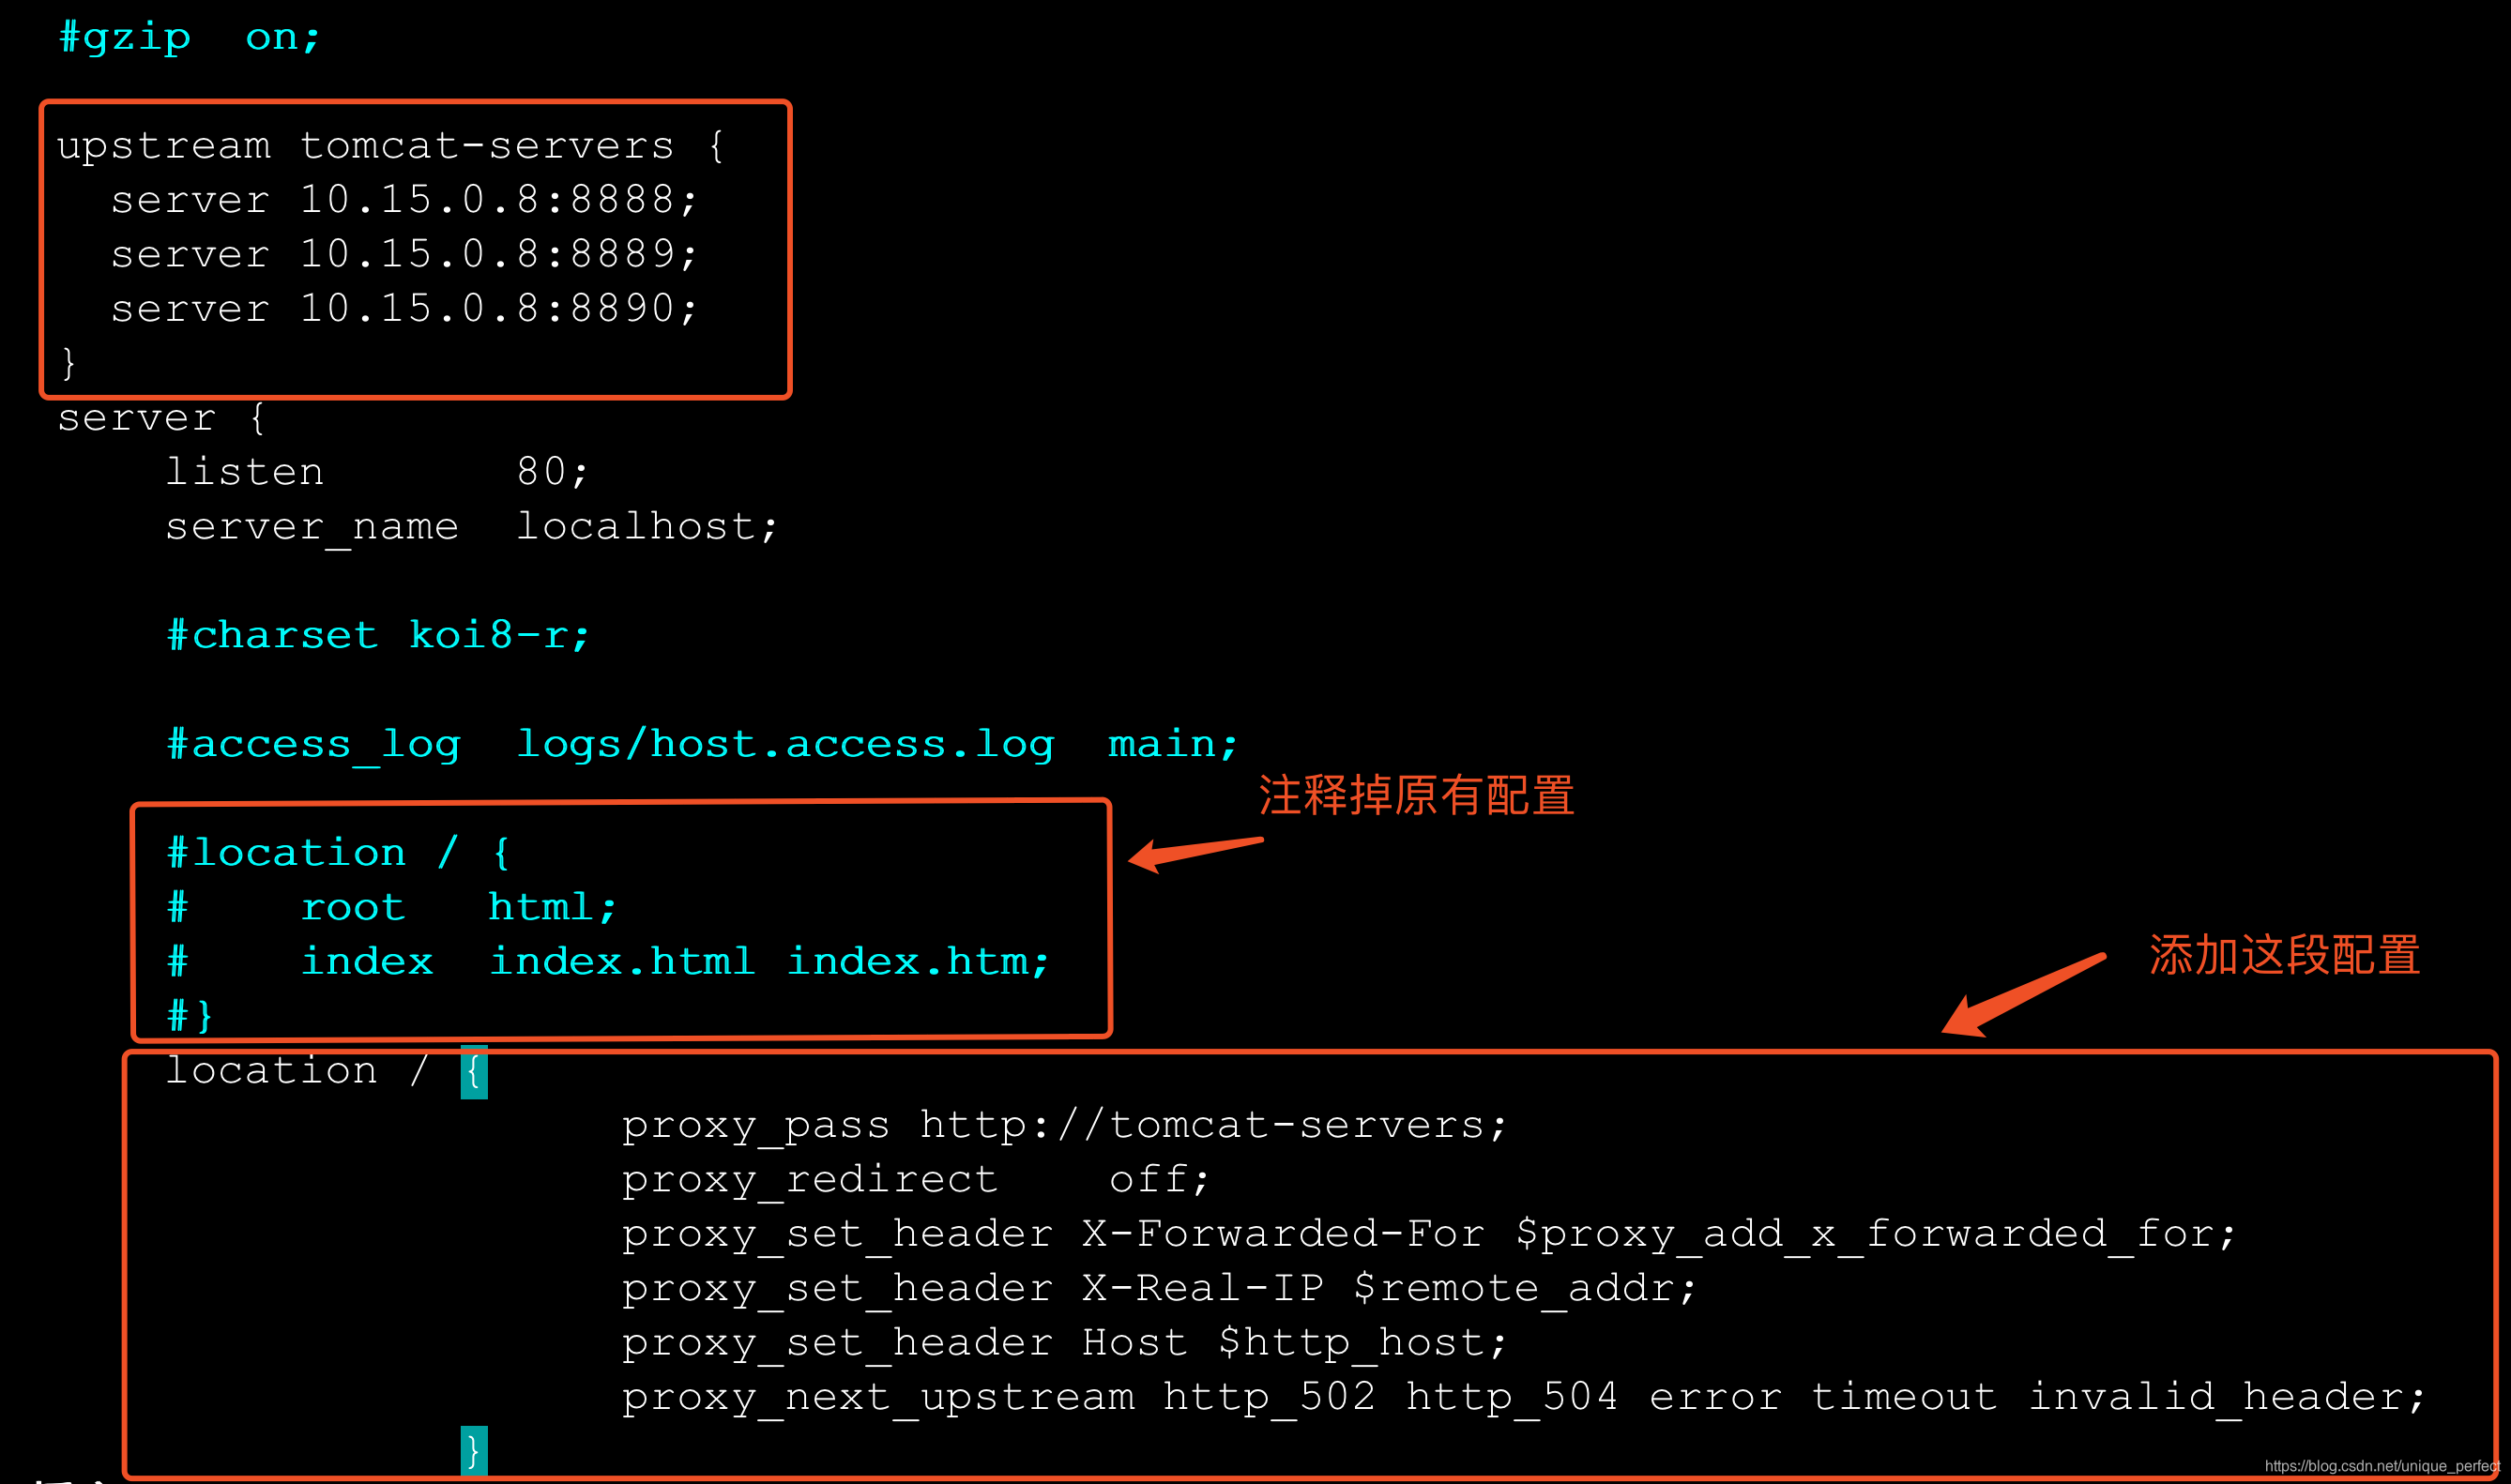 #gzip  on;
upstream tomcat-servers {
  server 10.15.0.8:8888;
  server 10.15.0.8:8889;
  server 10.15.0.8:8890;
}
server {
    listen       80;
    server_name  localhost;
    #charset koi8-r;
    #access_log  logs/host.access.log  main;
注释掉原有配置
    #location / {
    #    root   html;
    #    index  index.html index.htm;
    #}
添加这段配置
    location / {
                     proxy_pass http://tomcat-servers;
                     proxy_redirect    off;
                     proxy_set_header X-Forwarded-For $proxy_add_x_forwarded_for;
                     proxy_set_header X-Real-IP $remote_addr;
                     proxy_set_header Host $http_host;
                     proxy_next_upstream http_502 http_504 error timeout invalid_header;
               }
https://blog.csdn.net/unique_perfect